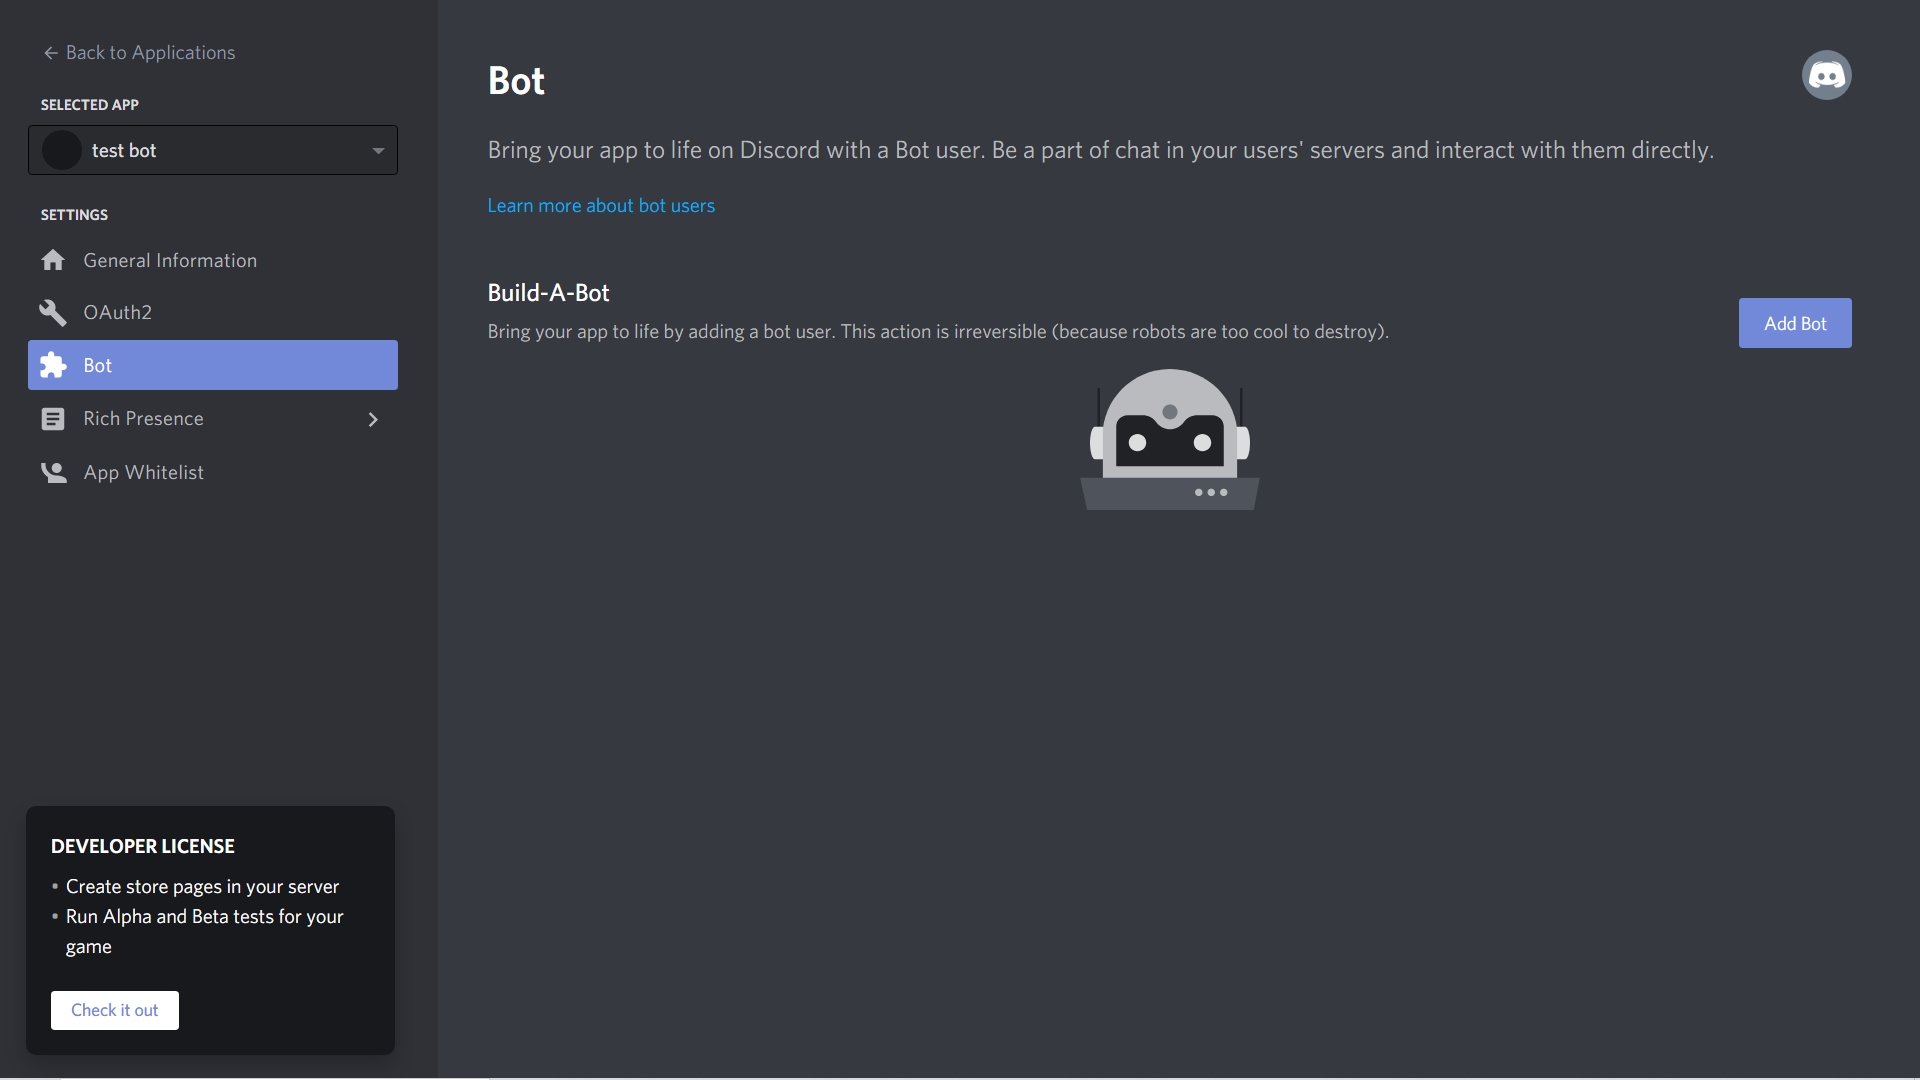 Back to Applications
SELECTED APP
test bot
SETTINGS
General Information
OAuth2
Bot
Rich Presence
App Whitelist
DEVELOPER LICENSE
• Create store pages in your server
• Run Alpha and Beta tests for your
game
Check it out
Bot
Bring your app to life on Discord with a Bot user. Be a part of chat in your users' servers and interact with them directly.
Learn more about bot users
Build-A-Bot
Bring your app to life by adding a bot user. This action is irreversible (because robots are too cool to destroy).
Add Bot